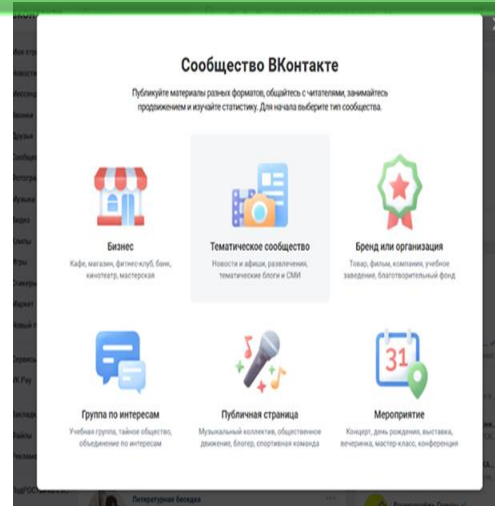 Сообщество ВКонтакте
Публикуйте материалы разных форматов, общайтесь с читателями, занимайтесь
продвижением и изучайте статистику. Для начала выберите тип сообщества.
Бизнес
Кафе, магазин, фитнес-клуб, банк,
кинотеатр, мастерская
Тематическое сообщество
Новости и афиши, развлечения,
тематические блоги и СМИ
Бренд или организация
Товар, фильм, компания, учебное
заведение, благотворительный фонд
31
Группа по интересам
Учебная группа, тайное общество,
объединение по интересам
Публичная страница
Музыкальный коллектив, общественное
движение, блогер, спортивная команда
Мероприятие
Концерт, день рождения, выставка,
вечеринка, мастер-класс, конференция
Литературная беседка